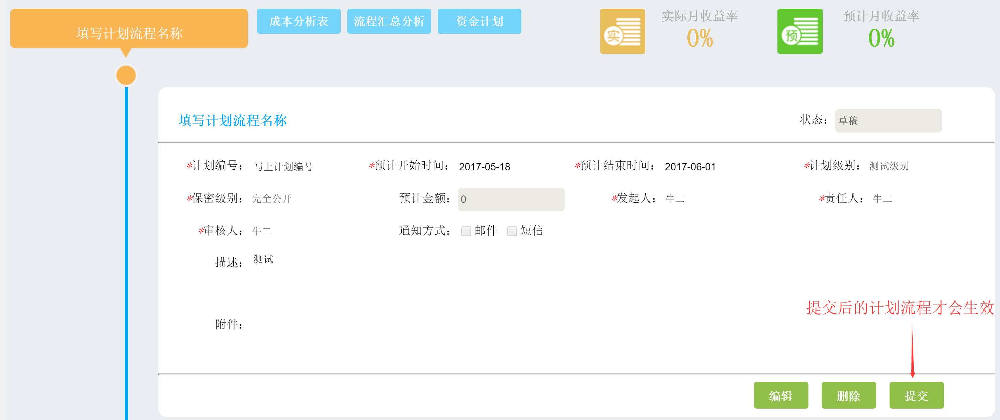 填写计划流程名称
成本分析表 流程汇总分析 资金计划
实 实际月收益率 0%
预 预计月收益率 0%
填写计划流程名称 状态： 草稿
*计划编号： 写上计划编号 *预计开始时间： 2017-05-18 *预计结束时间： 2017-06-01 *计划级别： 测试级别
*保密级别： 完全公开 预计金额： 0 *发起人： 牛二 *责任人： 牛二
*审核人： 牛二 通知方式： 邮件 短信
描述： 测试
提交后的计划流程才会生效
附件：
编辑 删除 提交